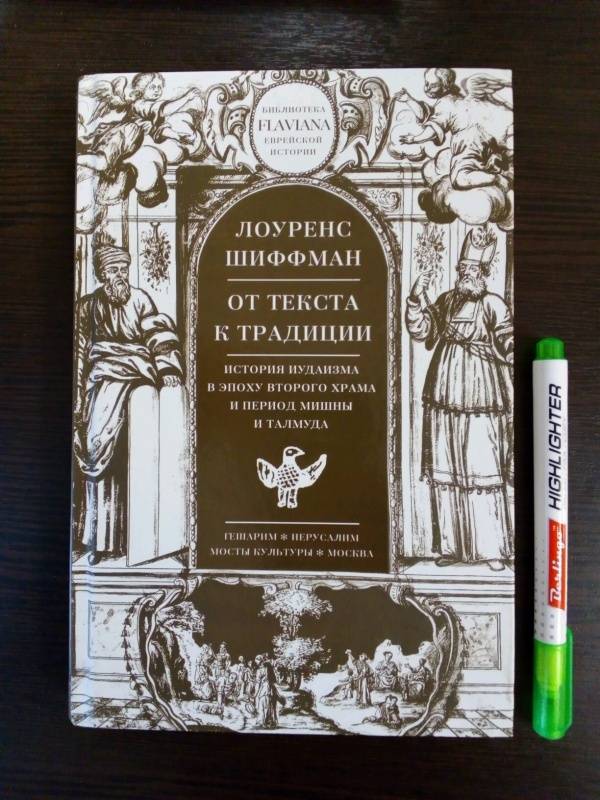 БИБЛИОТЕКА
FLAVIANA
ЕВРЕЙСКОЙ
ИСТОРИИ
ЛОУРЕНС
ШИФФМАН
ОТ ТЕКСТА
К ТРАДИЦИИ
ИСТОРИЯ ИУДАИЗМА
В ЭПОХУ ВТОРОГО ХРАМА
И ПЕРИОД МИШНЫ
И ТАЛМУДА
ГЕШАРИМ * ИЕРУСАЛИМ
МОСТЫ КУЛЬТУРЫ * МОСКВА
HIGHLIGHTER
Berlingo